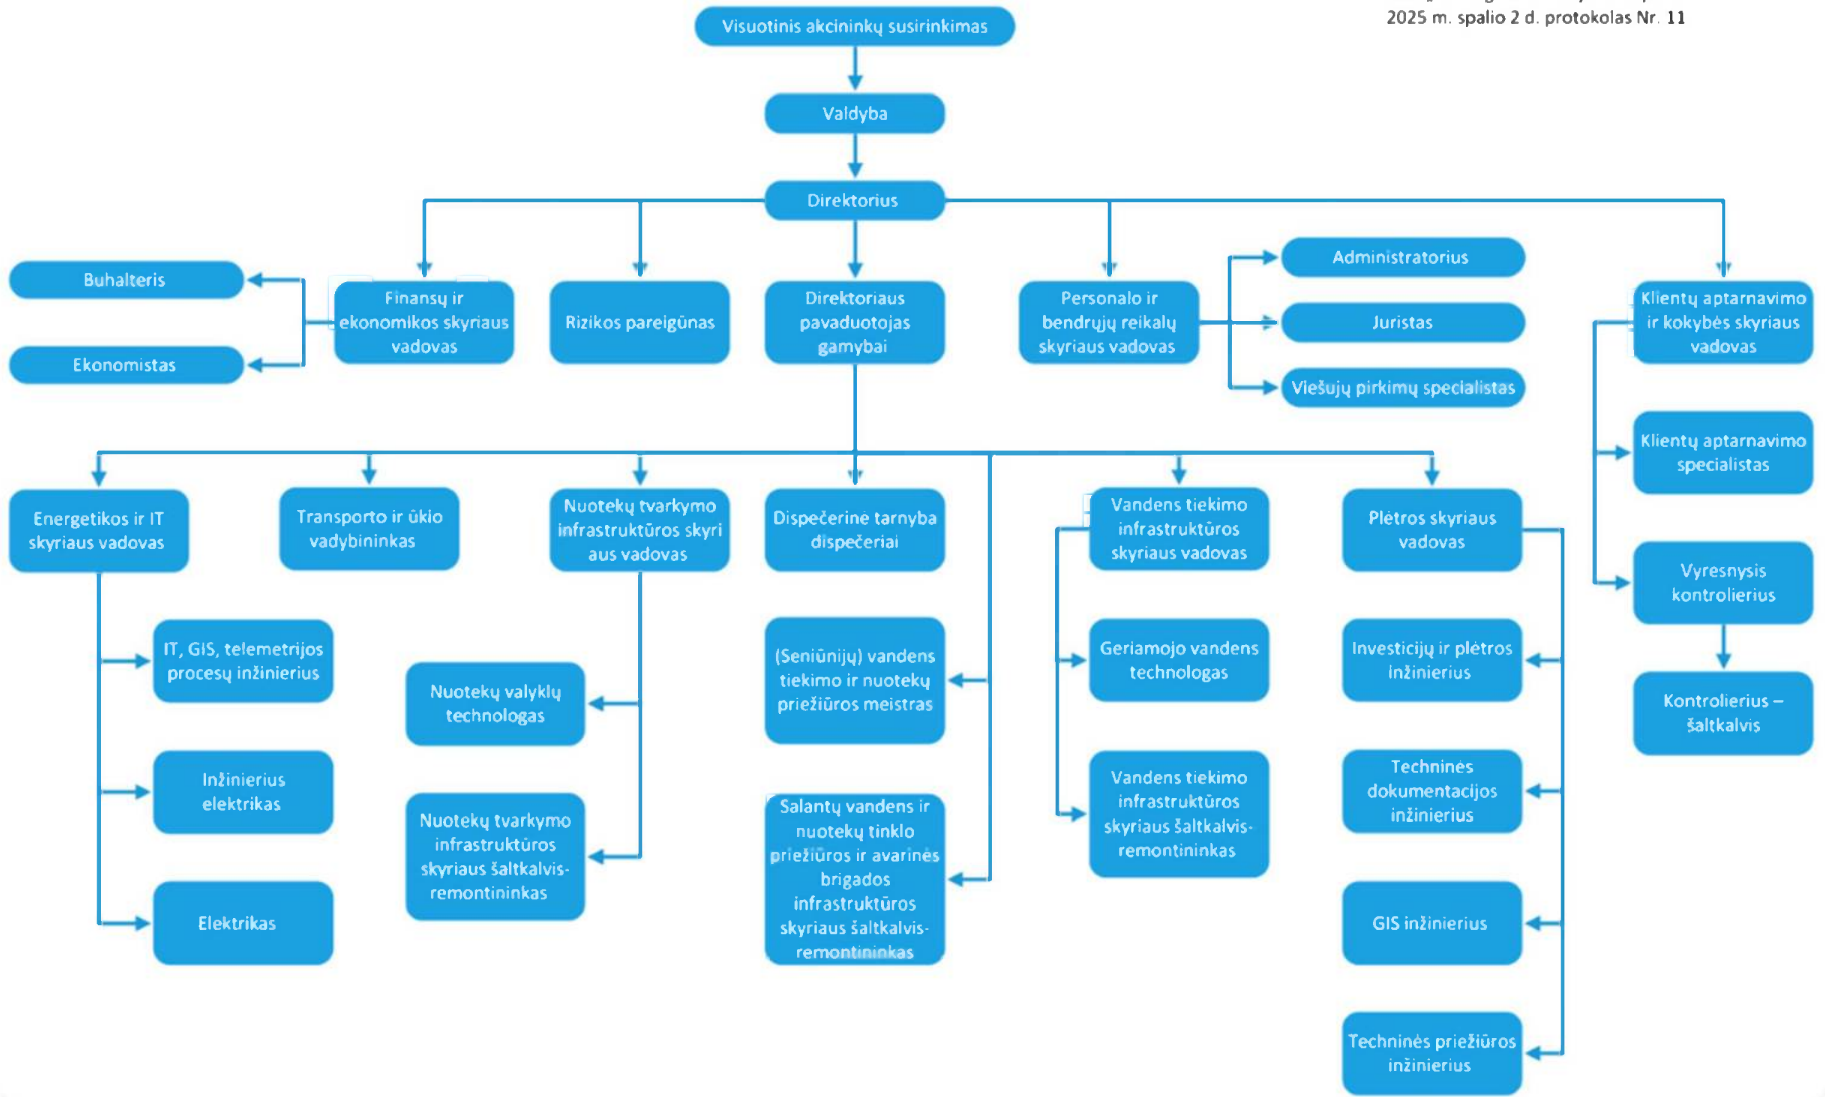 2025 m. spalio 2 d. protokolas Nr. 11
Visuotinis akcininkų susirinkimas
Valdyba
Direktorius
Buhalteris
Ekonomistas
Finansų ir
ekonomikos skyriaus
vadovas
Rizikos pareigūnas
Direktoriaus
pavaduotojas
gamybai
Personalo ir
bendrųjų reikalų
skyriaus vadovas
Administratorius
Juristas
Viešujų pirkimų specialistas
Klientų aptarnavimo
ir kokybės skyriaus
vadovas
Klientų aptarnavimo
specialistas
Vyresnysis
kontrolierius
Kontrolierius –
šaltkalvis
Energetikos ir IT
skyriaus vadovas
Transporto ir ūkio
vadybininkas
Nuotekų tvarkymo
infrastruktūros skyri
aus vadovas
Dispečerinė tarnyba
dispečeriai
Vandens tiekimo
infrastruktūros
skyriaus vadovas
Plėtros skyriaus
vadovas
IT, GIS, telemetrijos
procesų inžinierius
Inžinierius
elektrikas
Elektrikas
Nuotekų valyklų
technologas
Nuotekų tvarkymo
infrastruktūros
skyriaus šaltkalvis-
remontininkas
(Seniūnijų) vandens
tiekimo ir nuotekų
priežiūros meistras
Salantų vandens ir
nuotekų tinklo
priežiūros ir avarinės
brigados
infrastruktūros
skyriaus šaltkalvis-
remontininkas
Geriamojo vandens
technologas
Vandens tiekimo
infrastruktūros
skyriaus šaltkalvis-
remontininkas
Investicijų ir plėtros
inžinierius
Techninės
dokumentacijos
inžinierius
GIS inžinierius
Techninės priežiūros
inžinierius